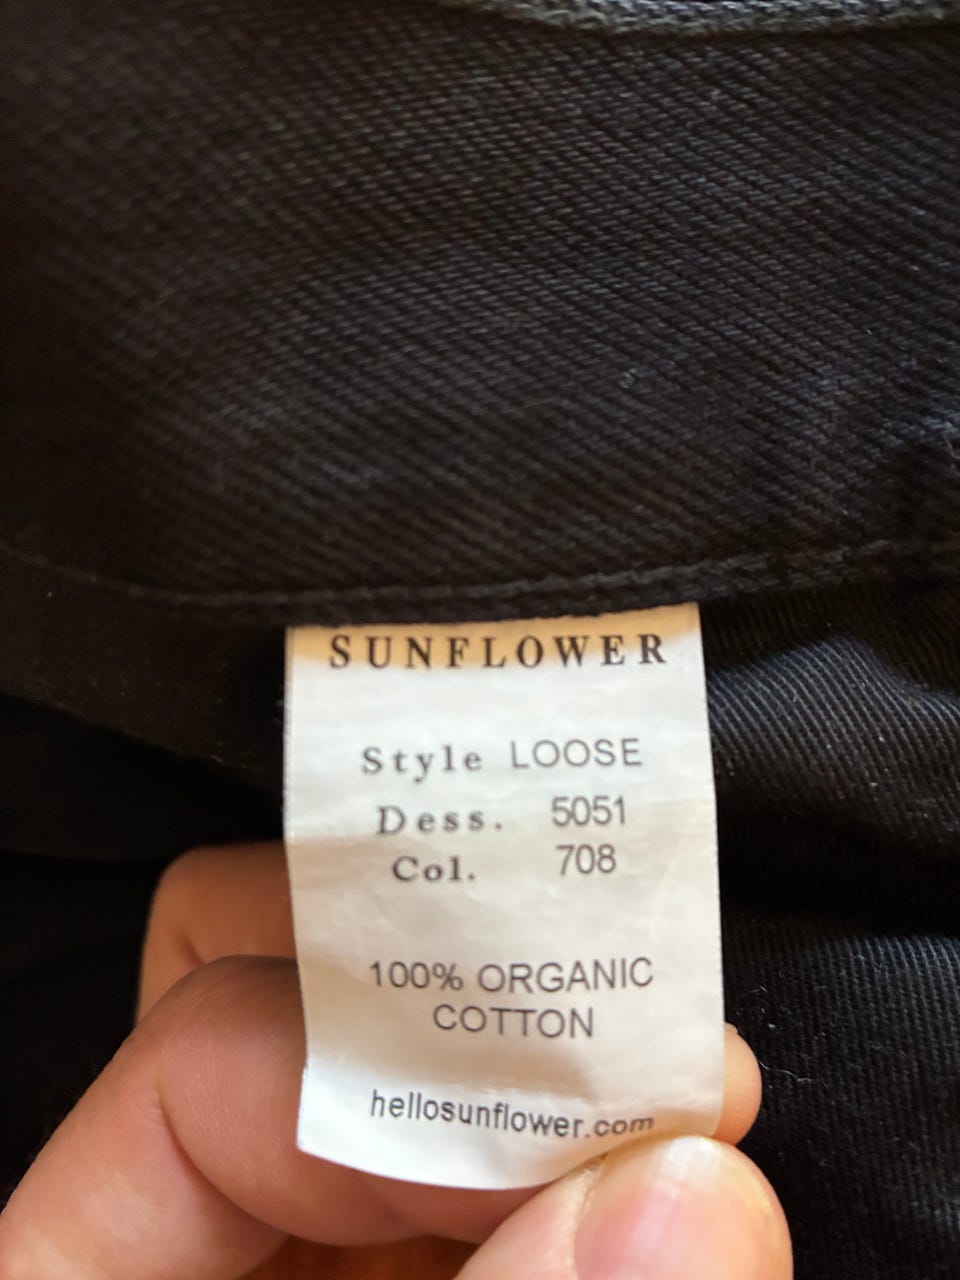 SUNFLOWER
Style LOOSE
Dess. 5051
Col. 708
100% ORGANIC
COTTON
hellosunflower.com